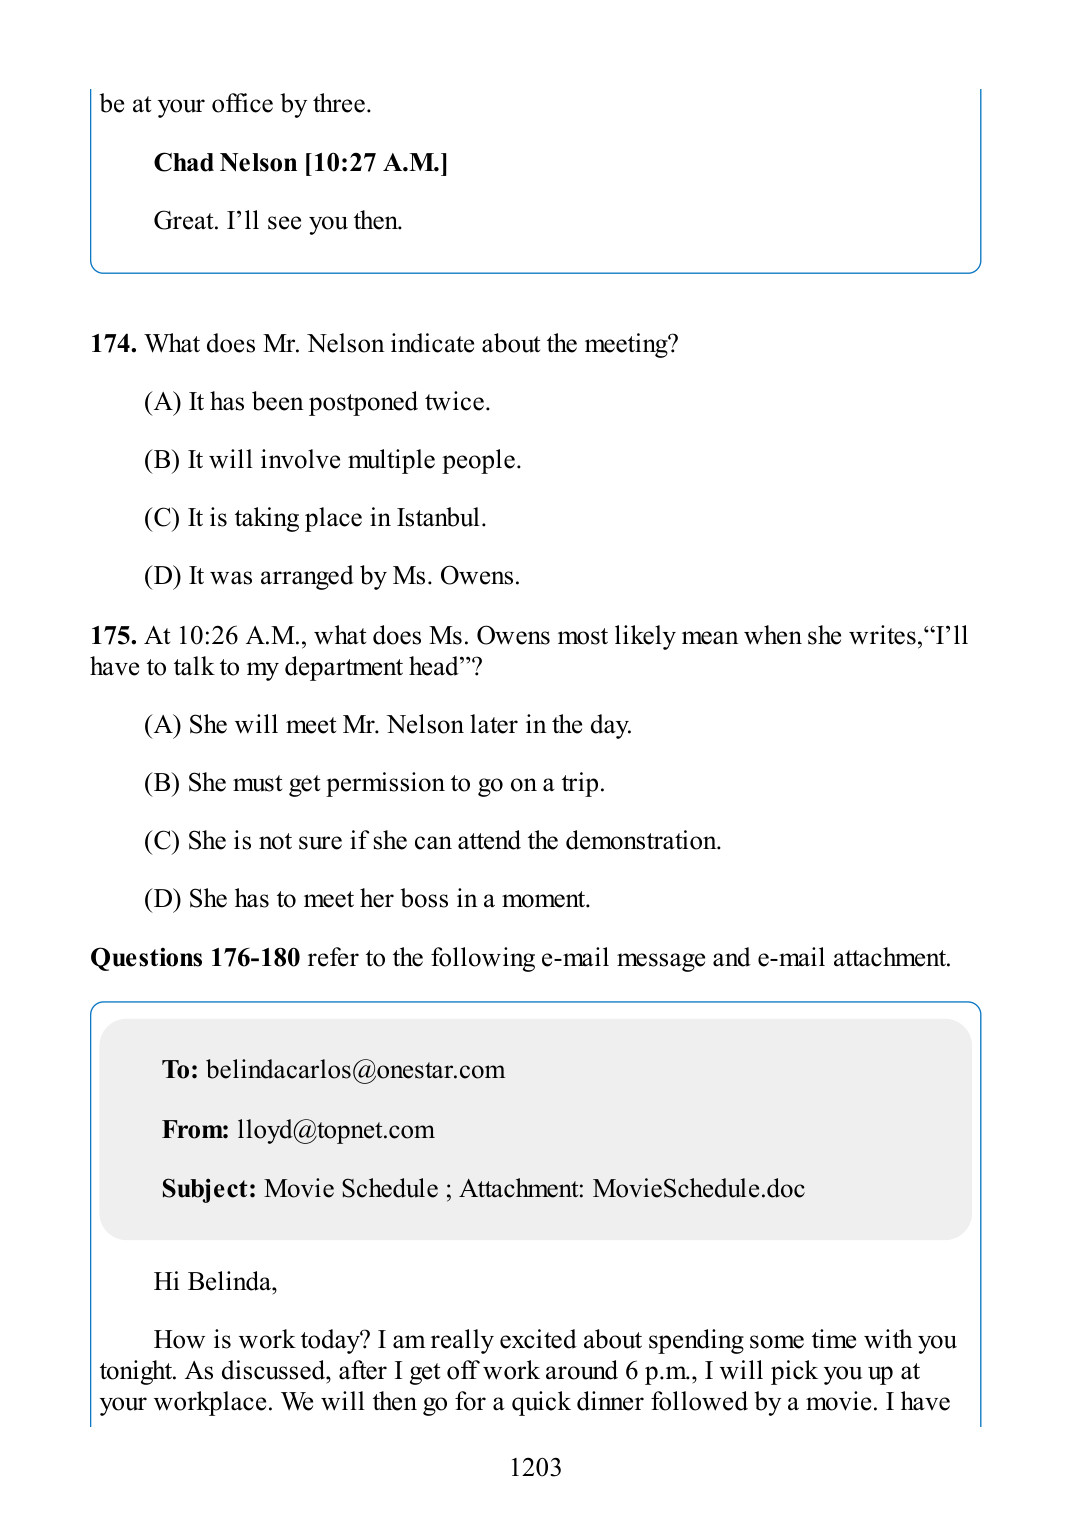 be at your office by three.
Chad Nelson [10:27 A.M.]
Great. I’ll see you then.
174. What does Mr. Nelson indicate about the meeting?
(A) It has been postponed twice.
(B) It will involve multiple people.
(C) It is taking place in Istanbul.
(D) It was arranged by Ms. Owens.
175. At 10:26 A.M., what does Ms. Owens most likely mean when she writes,“I’ll
have to talk to my department head”?
(A) She will meet Mr. Nelson later in the day.
(B) She must get permission to go on a trip.
(C) She is not sure if she can attend the demonstration.
(D) She has to meet her boss in a moment.
Questions 176-180 refer to the following e-mail message and e-mail attachment.
To: belindacarlos@onestar.com
From: lloyd@topnet.com
Subject: Movie Schedule ; Attachment: MovieSchedule.doc
Hi Belinda,
How is work today? I am really excited about spending some time with you
tonight. As discussed, after I get off work around 6 p.m., I will pick you up at
your workplace. We will then go for a quick dinner followed by a movie. I have
1203